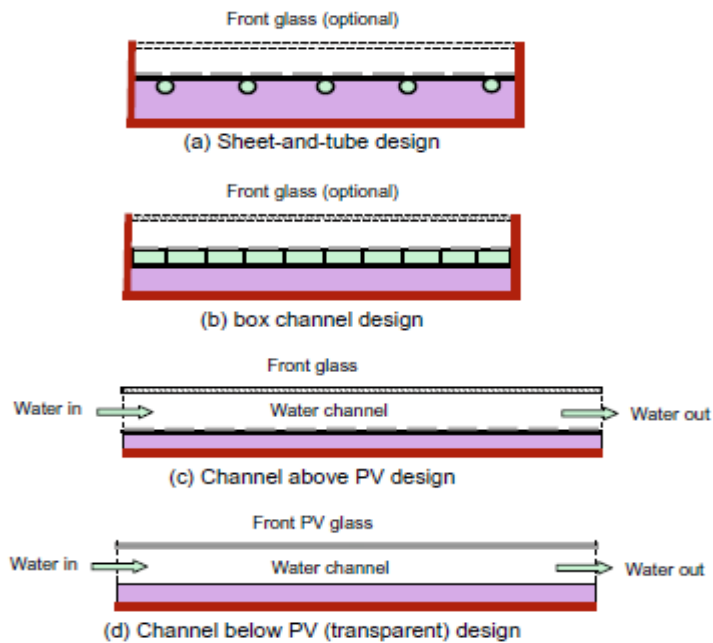 Front glass (optional)
(a) Sheet-and-tube design
Front glass (optional)
(b) box channel design
Front glass
Water in
Water channel
Water out
(c) Channel above PV design
Front PV glass
Water in
Water channel
Water out
(d) Channel below PV (transparent) design